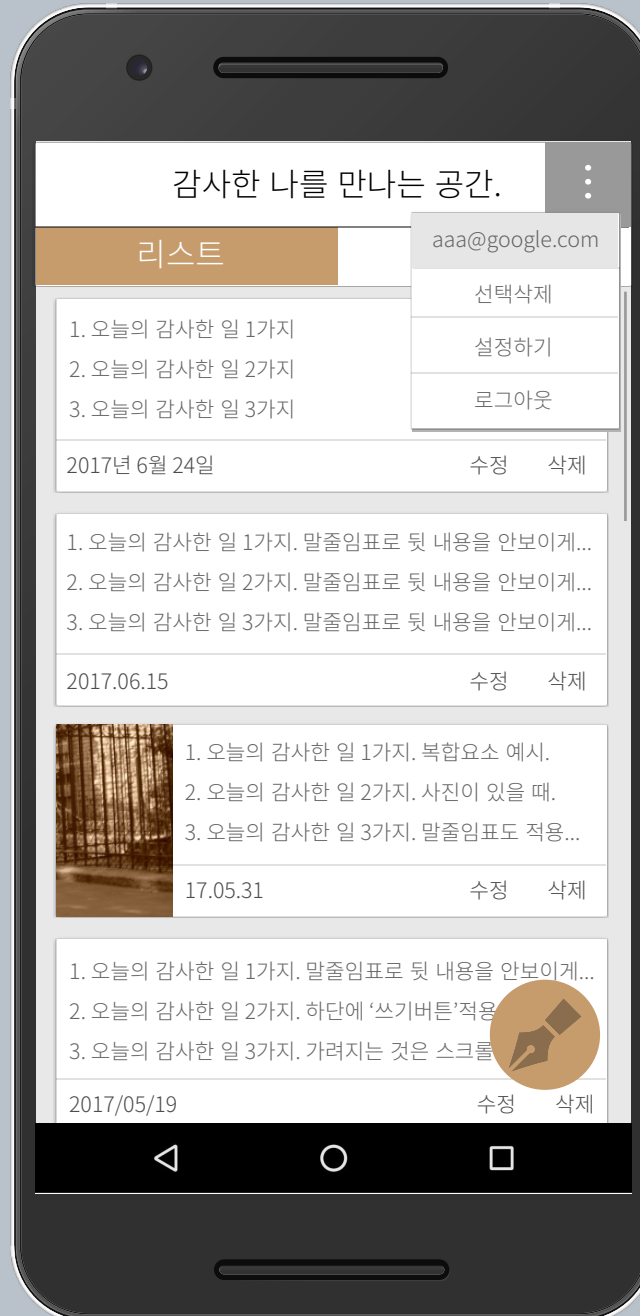 감사한 나를 만나는 공간.
리스트
aaa@google.com
선택삭제
설정하기
로그아웃
1. 오늘의 감사한 일 1가지
2. 오늘의 감사한 일 2가지
3. 오늘의 감사한 일 3가지
2017년 6월 24일 수정 삭제
1. 오늘의 감사한 일 1가지. 말줄임표로 뒷 내용을 안보이게...
2. 오늘의 감사한 일 2가지. 말줄임표로 뒷 내용을 안보이게...
3. 오늘의 감사한 일 3가지. 말줄임표로 뒷 내용을 안보이게...
2017.06.15 수정 삭제
1. 오늘의 감사한 일 1가지. 복합요소 예시.
2. 오늘의 감사한 일 2가지. 사진이 있을 때.
3. 오늘의 감사한 일 3가지. 말줄임표도 적용...
17.05.31 수정 삭제
1. 오늘의 감사한 일 1가지. 말줄임표로 뒷 내용을 안보이게...
2. 오늘의 감사한 일 2가지. 하단에 ‘쓰기버튼’적용
3. 오늘의 감사한 일 3가지. 가려지는 것은 스크롤
2017/05/19 수정 삭제